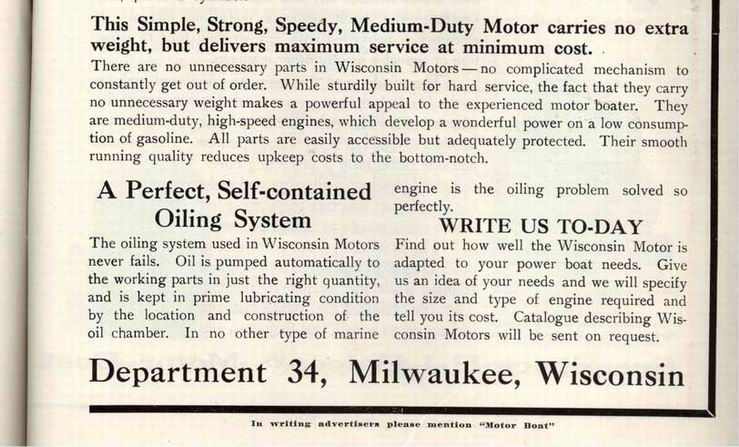 This Simple, Strong, Speedy, Medium-Duty Motor carries no extra
weight, but delivers maximum service at minimum cost.
There are no unnecessary parts in Wisconsin Motors—no complicated mechanism to
constantly get out of order. While sturdily built for hard service, the fact that they carry
no unnecessary weight makes a powerful appeal to the experienced motor boater. They
are medium-duty, high-speed engines, which develop a wonderful power on a low consump-
tion of gasoline. All parts are easily accessible but adequately protected. Their smooth
running quality reduces upkeep costs to the bottom-notch.
A Perfect, Self-contained
Oiling System
The oiling system used in Wisconsin Motors
never fails. Oil is pumped automatically to
the working parts in just the right quantity,
and is kept in prime lubricating condition
by the location and construction of the
oil chamber. In no other type of marine
engine is the oiling problem solved so
perfectly.
WRITE US TO-DAY
Find out how well the Wisconsin Motor is
adapted to your power boat needs. Give
us an idea of your needs and we will specify
the size and type of engine required and
tell you its cost. Catalogue describing Wis-
consin Motors will be sent on request.
Department 34, Milwaukee, Wisconsin
In writing advertisers please mention "Motor Boat"